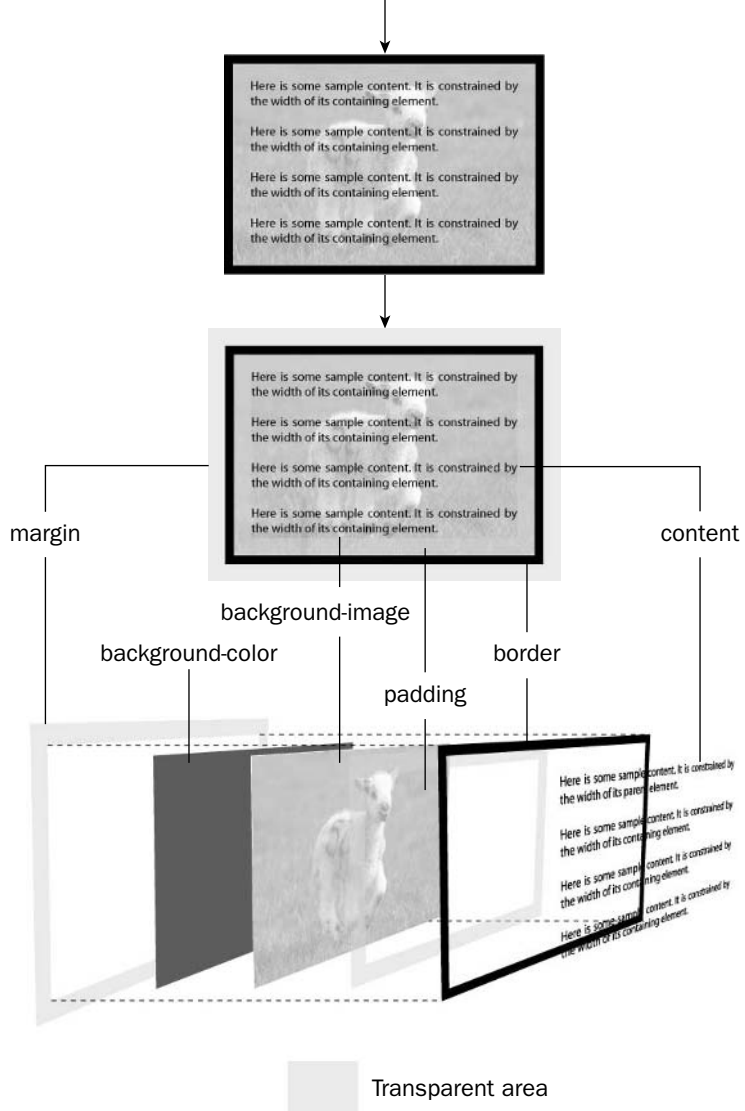 Here is some sample content. It is constrained by
the width of its containing element.
Here is some sample content. It is constrained by
the width of its containing element.
Here is some sample content. It is constrained by
the width of its containing element.
Here is some sample content. It is constrained by
the width of its containing element.
Here is some sample content. It is constrained by
the width of its containing element.
Here is some sample content. It is constrained by
the width of its containing element.
Here is some sample content. It is constrained by
the width of its containing element.
Here is some sample content. It is constrained by
the width of its containing element.
margin
content
background-image
background-color
border
padding
Here is some sample content. It is constrained by
the width of its parent element.
Here is some sample content. It is constrained by
the width of its containing element.
Here is some sample content. It is constrained by
the width of its containing element.
Here is some sample content. It is constrained by
the width of its containing element.
Transparent area